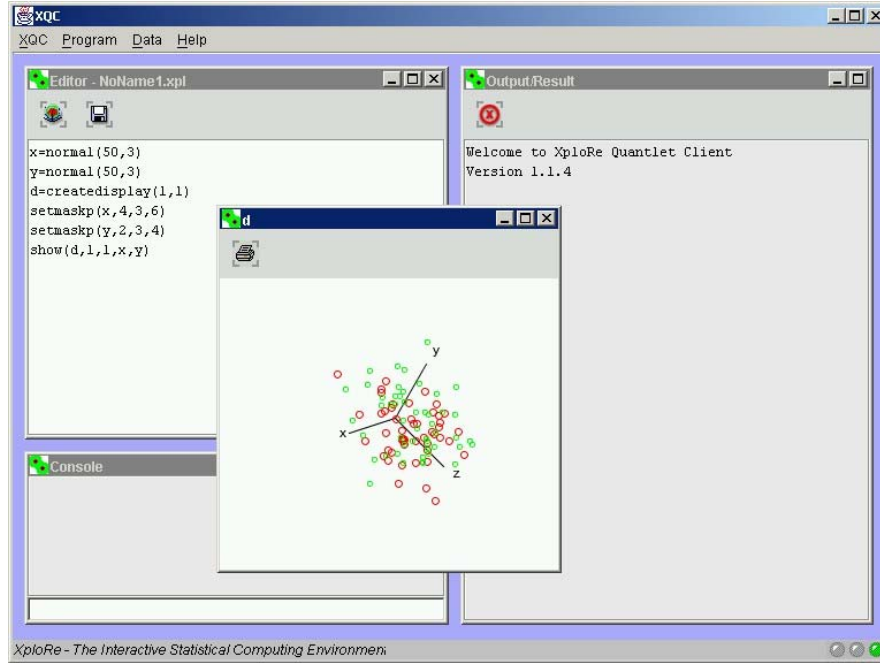 XQC
XQC Program Data Help
Editor - NoName1.xpl
x=normal(50,3)
y=normal(50,3)
d=createdisplay(1,1)
setmaskp(x,4,3,6)
setmaskp(y,2,3,4)
show(d,1,1,x,y)
Output/Result
Welcome to XploRe Quantlet Client
Version 1.1.4
d
y
x
z
Console
XploRe - The Interactive Statistical Computing Environmen